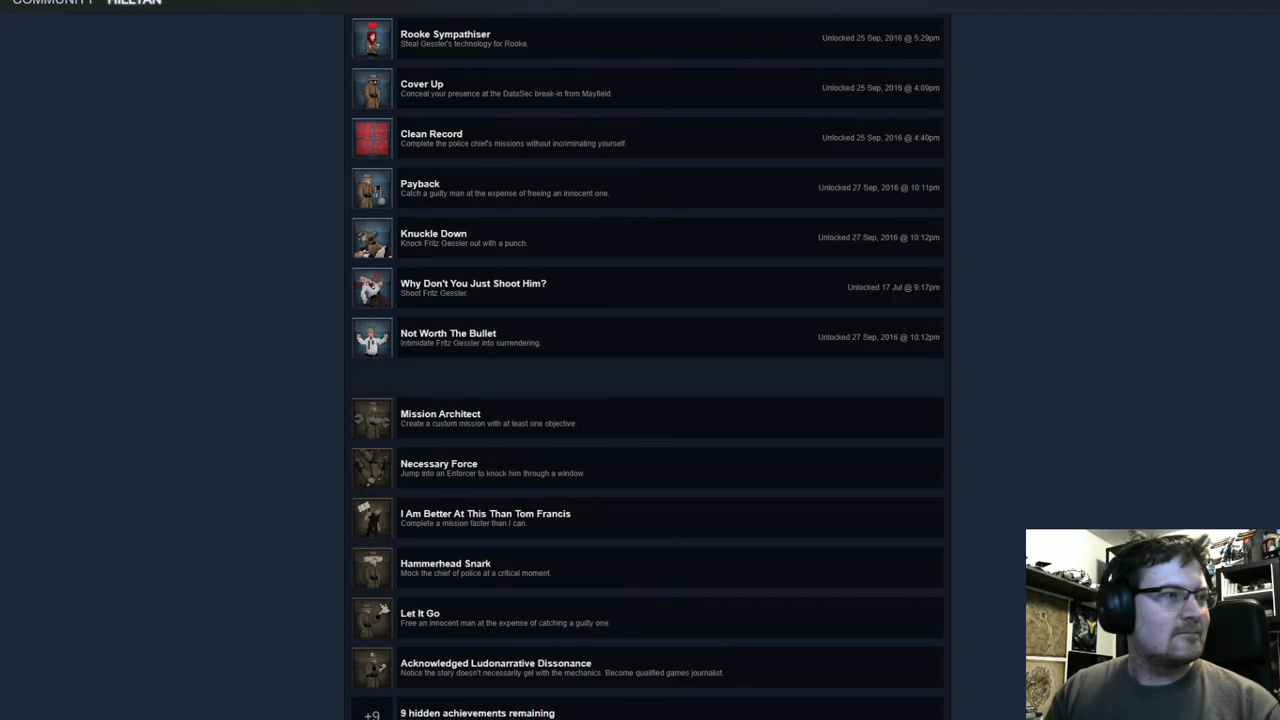 COMMUNITY HILLYAN
Rooke Sympathiser
Steal Gessler's technology for Rooke.
Unlocked 25 Sep, 2016 @ 5:29pm
Cover Up
Conceal your presence at the DataSec break-in from Mayfield.
Unlocked 25 Sep, 2016 @ 4:09pm
Clean Record
Complete the police chief's missions without incriminating yourself.
Unlocked 25 Sep, 2016 @ 4:40pm
Payback
Catch a guilty man at the expense of freeing an innocent one.
Unlocked 27 Sep, 2016 @ 10:11pm
Knuckle Down
Knock Fritz Gessler out with a punch.
Unlocked 27 Sep, 2016 @ 10:12pm
Why Don't You Just Shoot Him?
Shoot Fritz Gessler.
Unlocked 17 Jul @ 9:17pm
Not Worth The Bullet
Intimidate Fritz Gessler into surrendering.
Unlocked 27 Sep, 2016 @ 10:12pm
Mission Architect
Create a custom mission with at least one objective.
Necessary Force
Jump into an Enforcer to knock him through a window.
I Am Better At This Than Tom Francis
Complete a mission faster than I can.
Hammerhead Snark
Mock the chief of police at a critical moment.
Let It Go
Free an innocent man at the expense of catching a guilty one.
Acknowledged Ludonarrative Dissonance
Notice the story doesn't necessarily gel with the mechanics. Become qualified games journalist.
+9
9 hidden achievements remaining